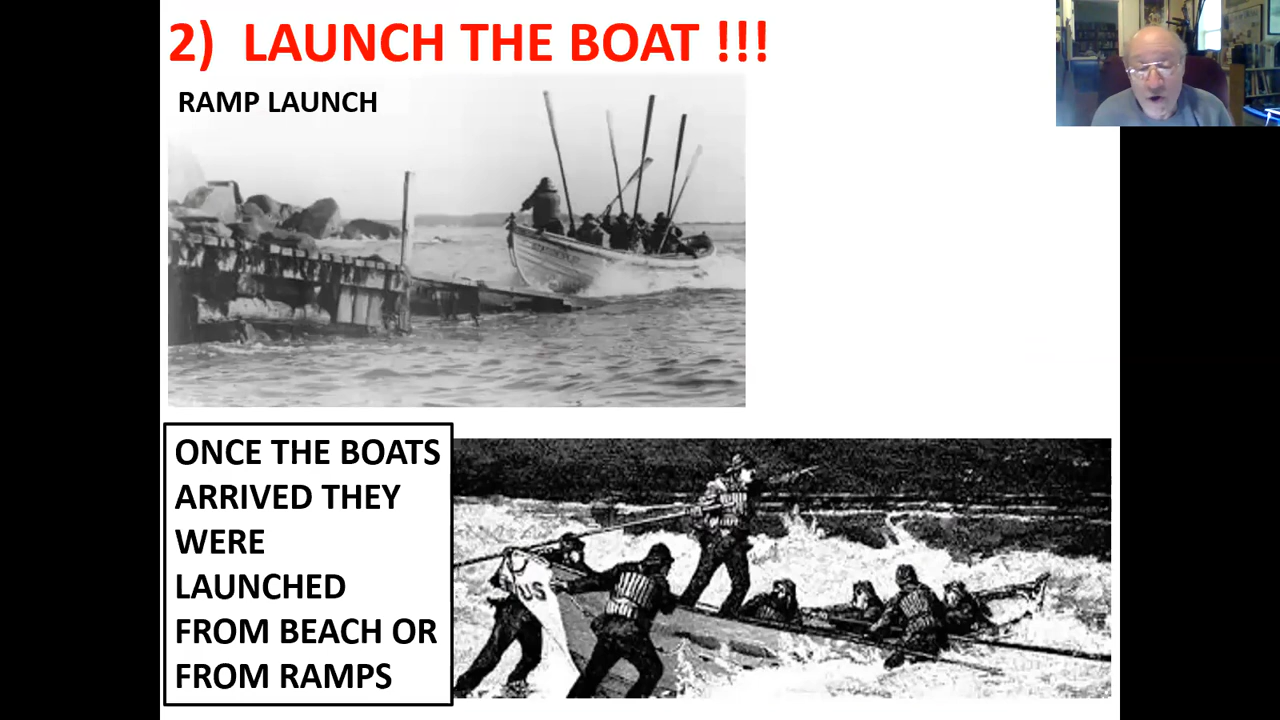 2) LAUNCH THE BOAT !!!
RAMP LAUNCH
ONCE THE BOATS
ARRIVED THEY
WERE
LAUNCHED
FROM BEACH OR
FROM RAMPS
US